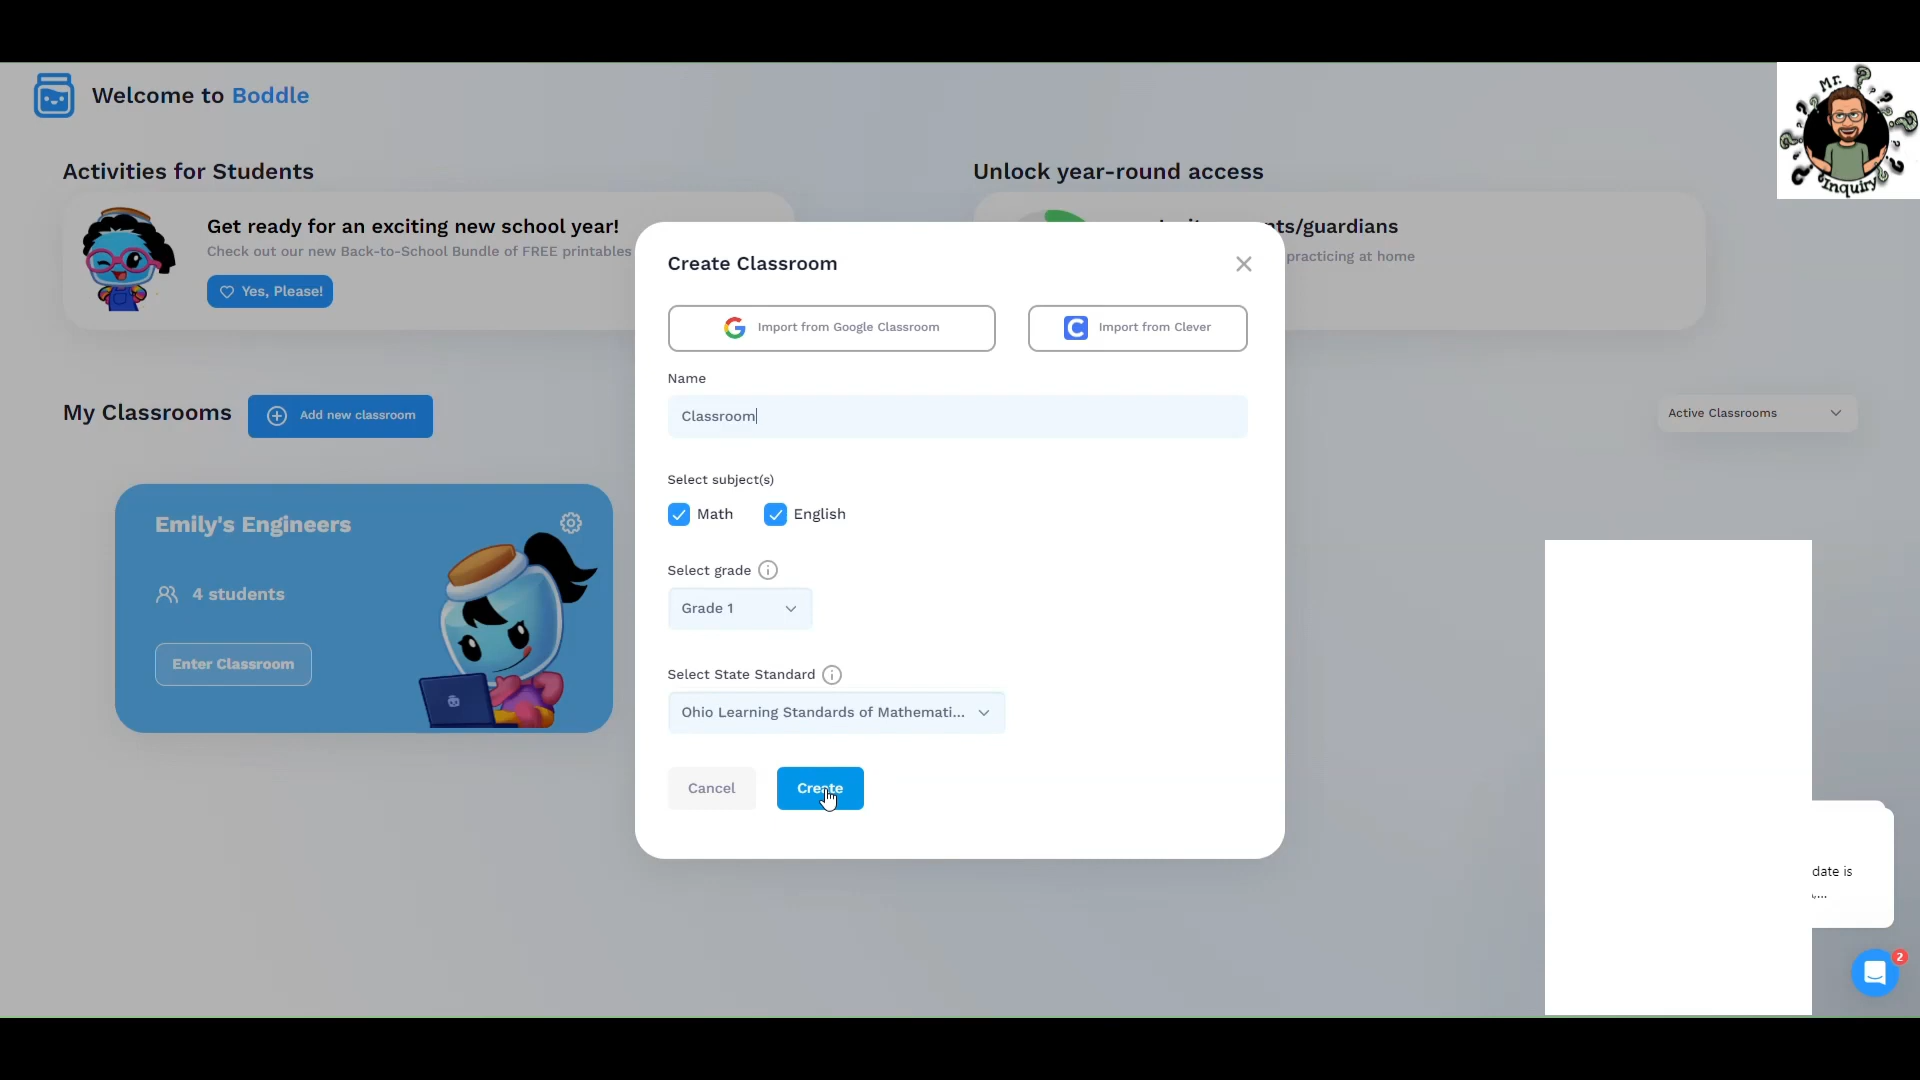 Welcome to Boddle
Mr.
Inquiry
Activities for Students
Get ready for an exciting new school year!
Check out our new Back-to-School Bundle of FREE printables
Yes, Please!
Unlock year-round access
ts/guardians
practicing at home
My Classrooms
Add new classroom
Active Classrooms
Emily's Engineers
4 students
Enter Classroom
Create Classroom
Import from Google Classroom
Import from Clever
Name
Classroom
Select subject(s)
Math
English
Select grade
Grade 1
Select State Standard
Ohio Learning Standards of Mathemati...
Cancel
Create
date is
,...
2